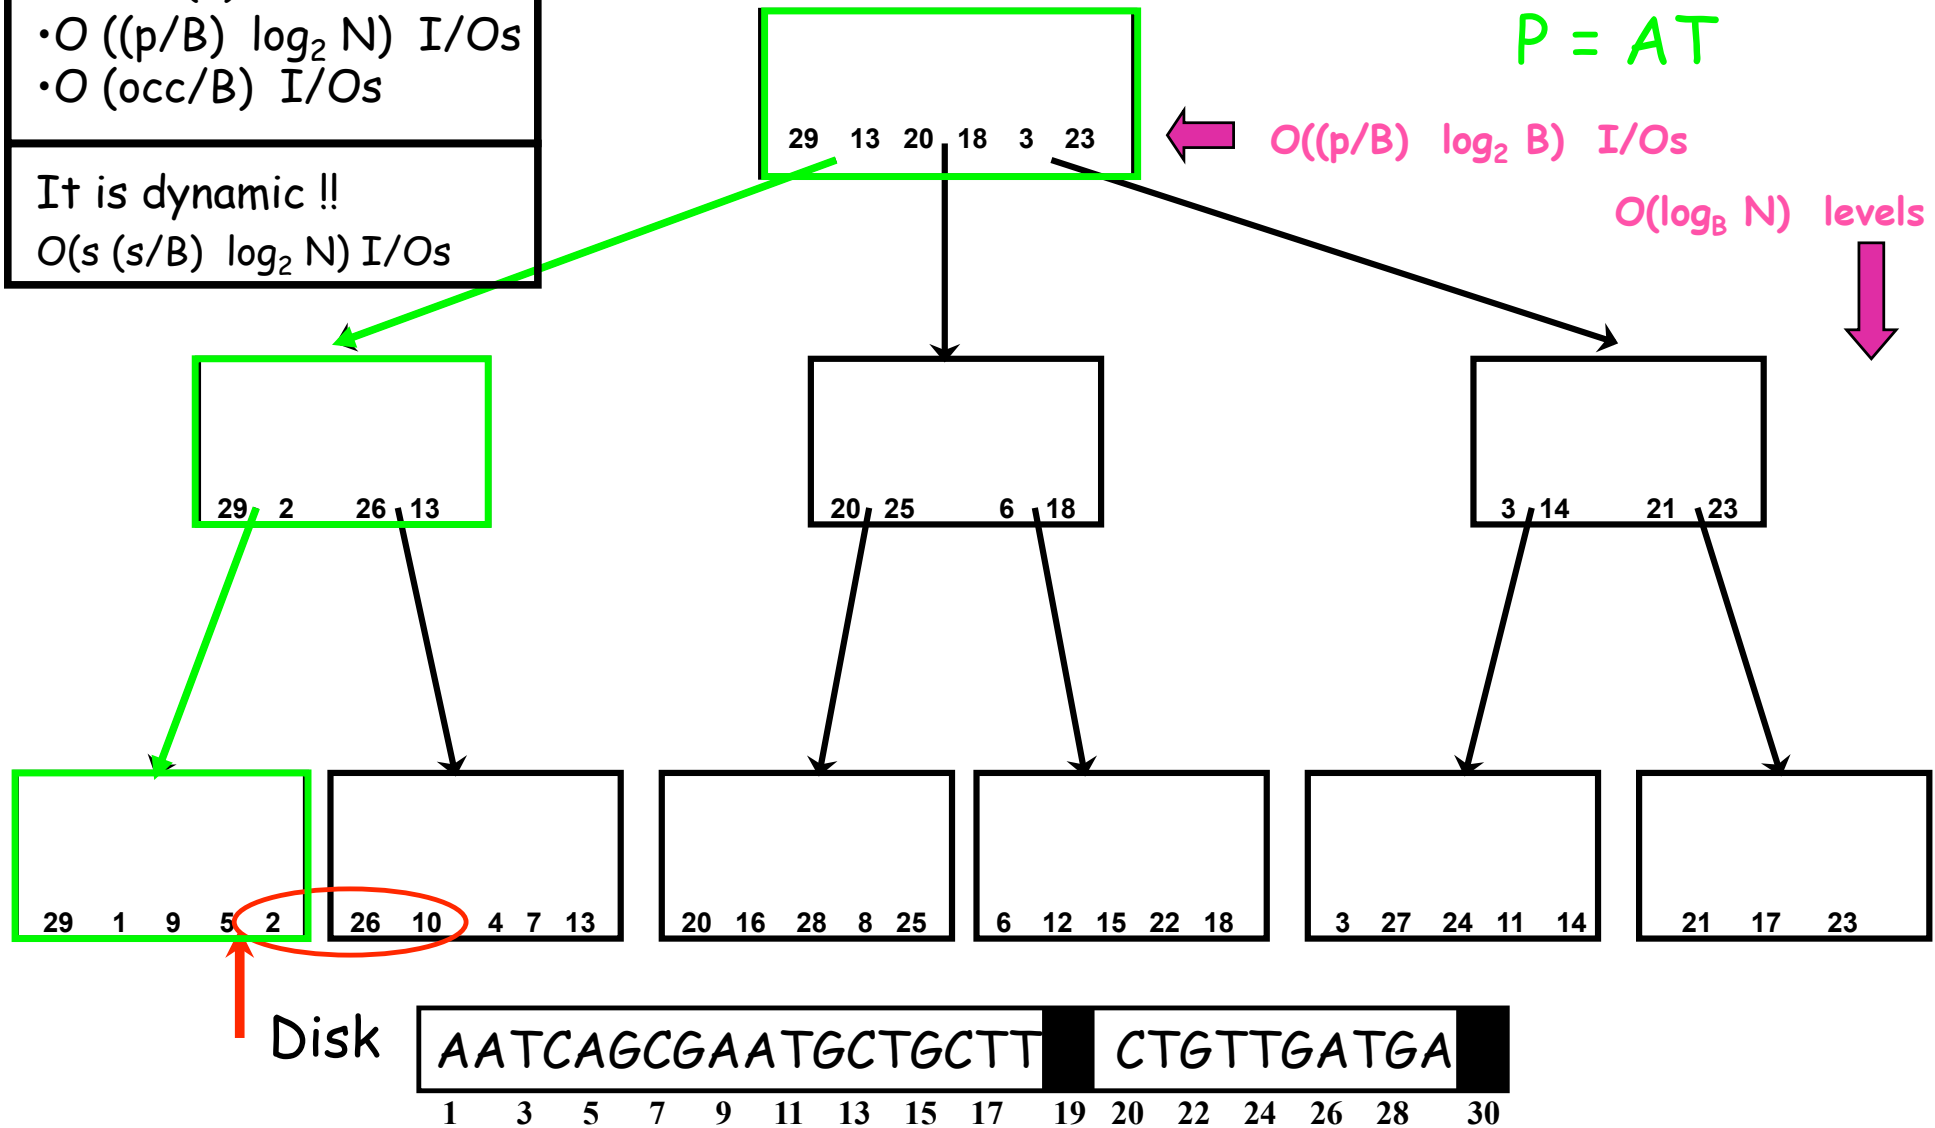 •O ((p/B) log₂ N) I/Os
•O (occ/B) I/Os
It is dynamic !!
O(s (s/B) log₂ N) I/Os
P = AT
29 13 20 18 3 23
O((p/B) log₂ B) I/Os
O(log_B N) levels
29 2 26 13
20 25 6 18
3 14 21 23
29 1 9 5 2
26 10 4 7 13
20 16 28 8 25
6 12 15 22 18
3 27 24 11 14
21 17 23
Disk
AATCAGCGAATGCTGCTT CTGTTGATGA
1 3 5 7 9 11 13 15 17 19 20 22 24 26 28 30